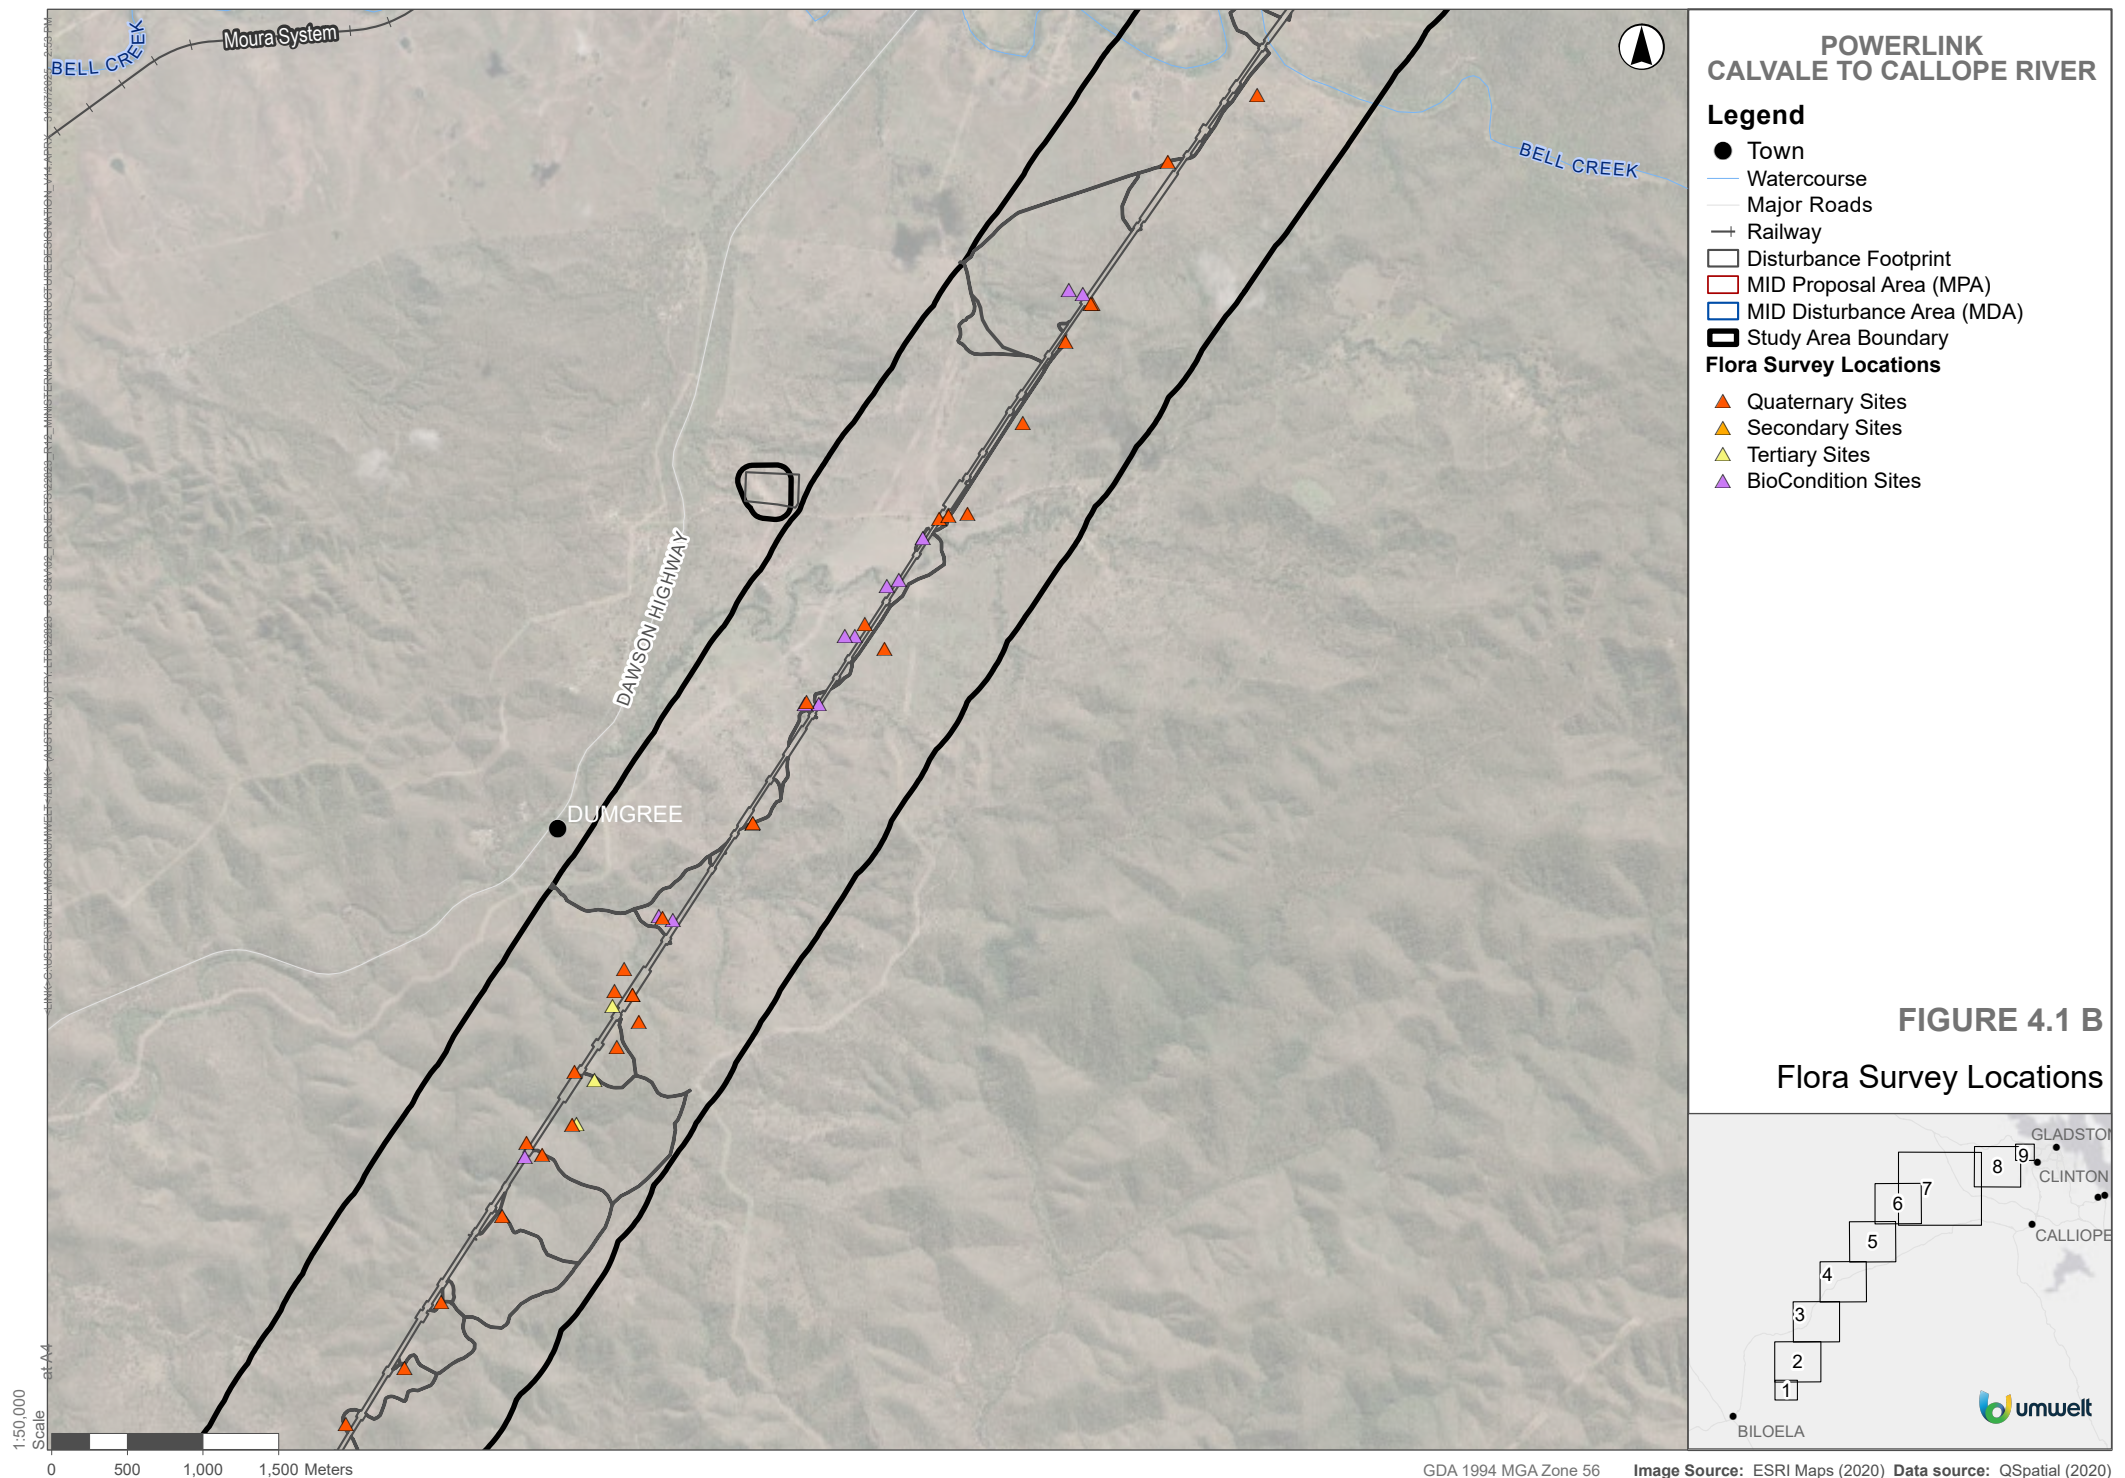 POWERLINK
CALVALE TO CALLOPE RIVER
Legend
Town
Watercourse
Major Roads
Railway
Disturbance Footprint
MID Proposal Area (MPA)
MID Disturbance Area (MDA)
Study Area Boundary
Flora Survey Locations
Quaternary Sites
Secondary Sites
Tertiary Sites
BioCondition Sites
Moura System
BELL CREEK
BELL CREEK
DAWSON HIGHWAY
DUMGREE
FIGURE 4.1 B
Flora Survey Locations
GLADSTON
CLINTON
CALLIOPE
BILOELA
9
8
7
6
5
4
3
2
1
umwelt
1:50,000
Scale
at A4
0 500 1,000 1,500 Meters
GDA 1994 MGA Zone 56 Image Source: ESRI Maps (2020) Data source: QSpatial (2020)